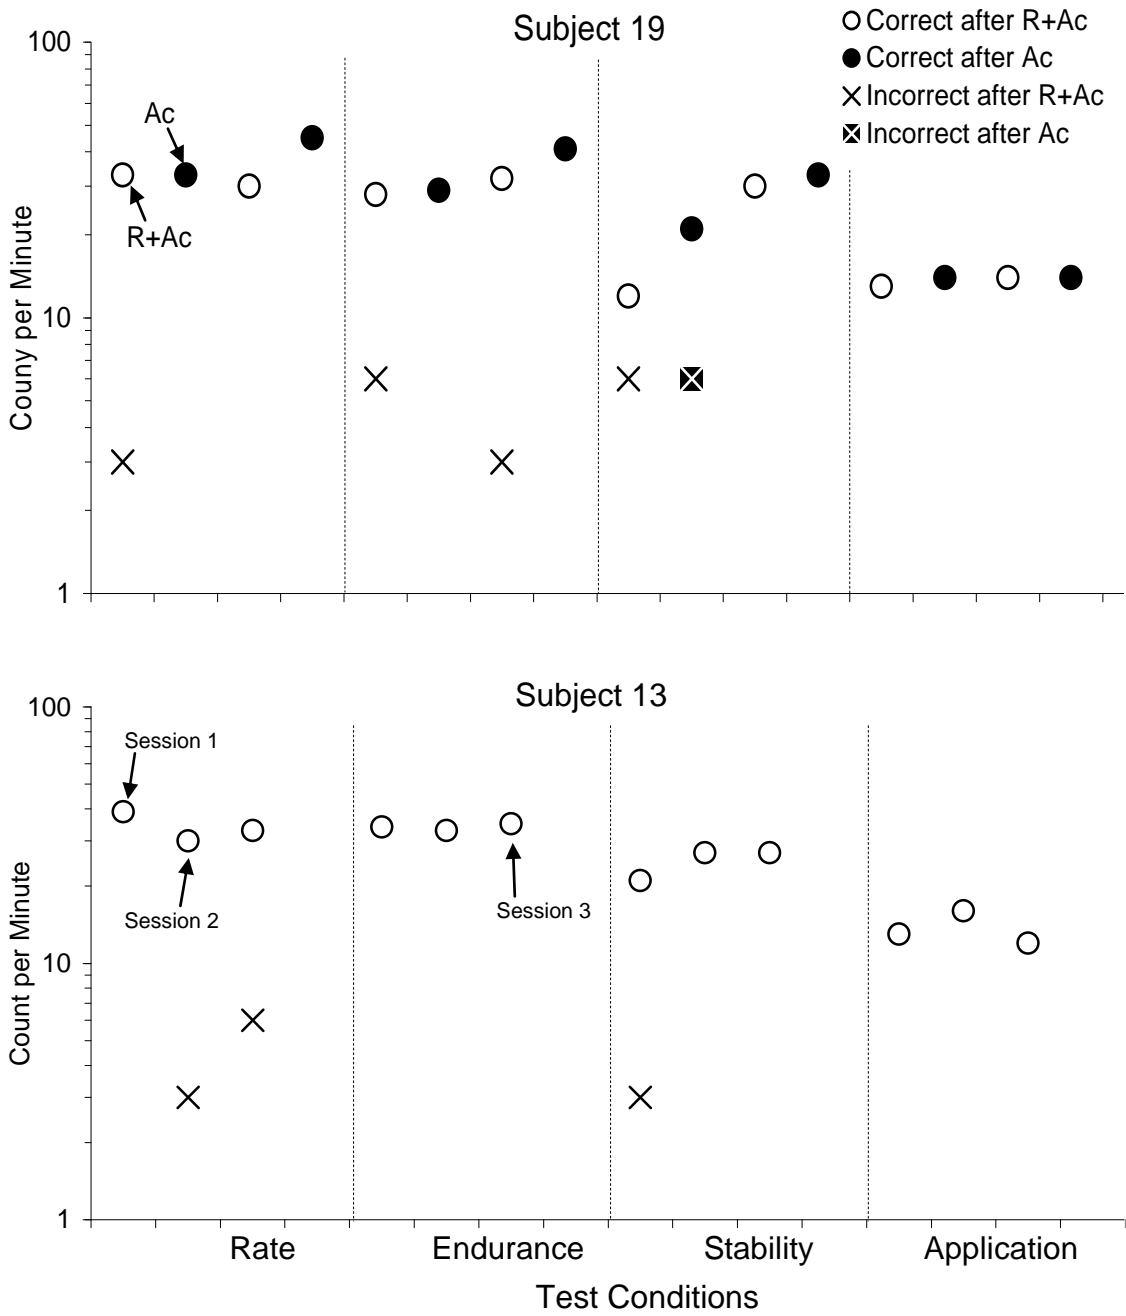 Subject 19
Correct after R+Ac
Correct after Ac
Incorrect after R+Ac
Incorrect after Ac
100
10
1
Couny per Minute
Ac
R+Ac
Subject 13
100
10
1
Count per Minute
Session 1
Session 2
Session 3
Rate Endurance Stability Application
Test Conditions